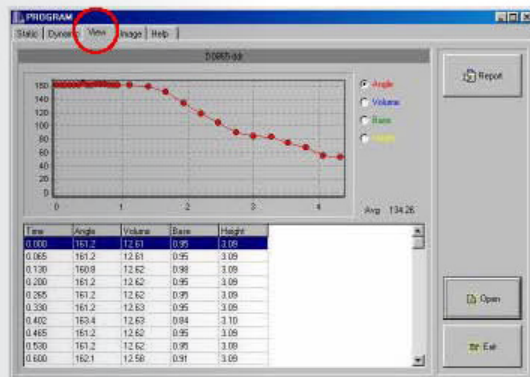 PROGRAM
Static Dynamic View Image Help
Report
160
140
120
100
80
60
40
20
0
0 1 2 3 4
Angle
Volume
Base
Height
Avg 134.26
Time Angle Volume Base Height
0.000 161.2 12.61 0.95 3.09
0.065 161.2 12.61 0.95 3.09
0.130 160.8 12.62 0.98 3.09
0.200 161.2 12.62 0.95 3.09
0.265 161.2 12.62 0.95 3.09
0.330 161.2 12.63 0.95 3.09
0.402 163.4 12.63 0.84 3.10
0.465 161.2 12.62 0.95 3.09
0.530 161.2 12.62 0.95 3.09
0.600 162.1 12.58 0.91 3.09
Open
Exit